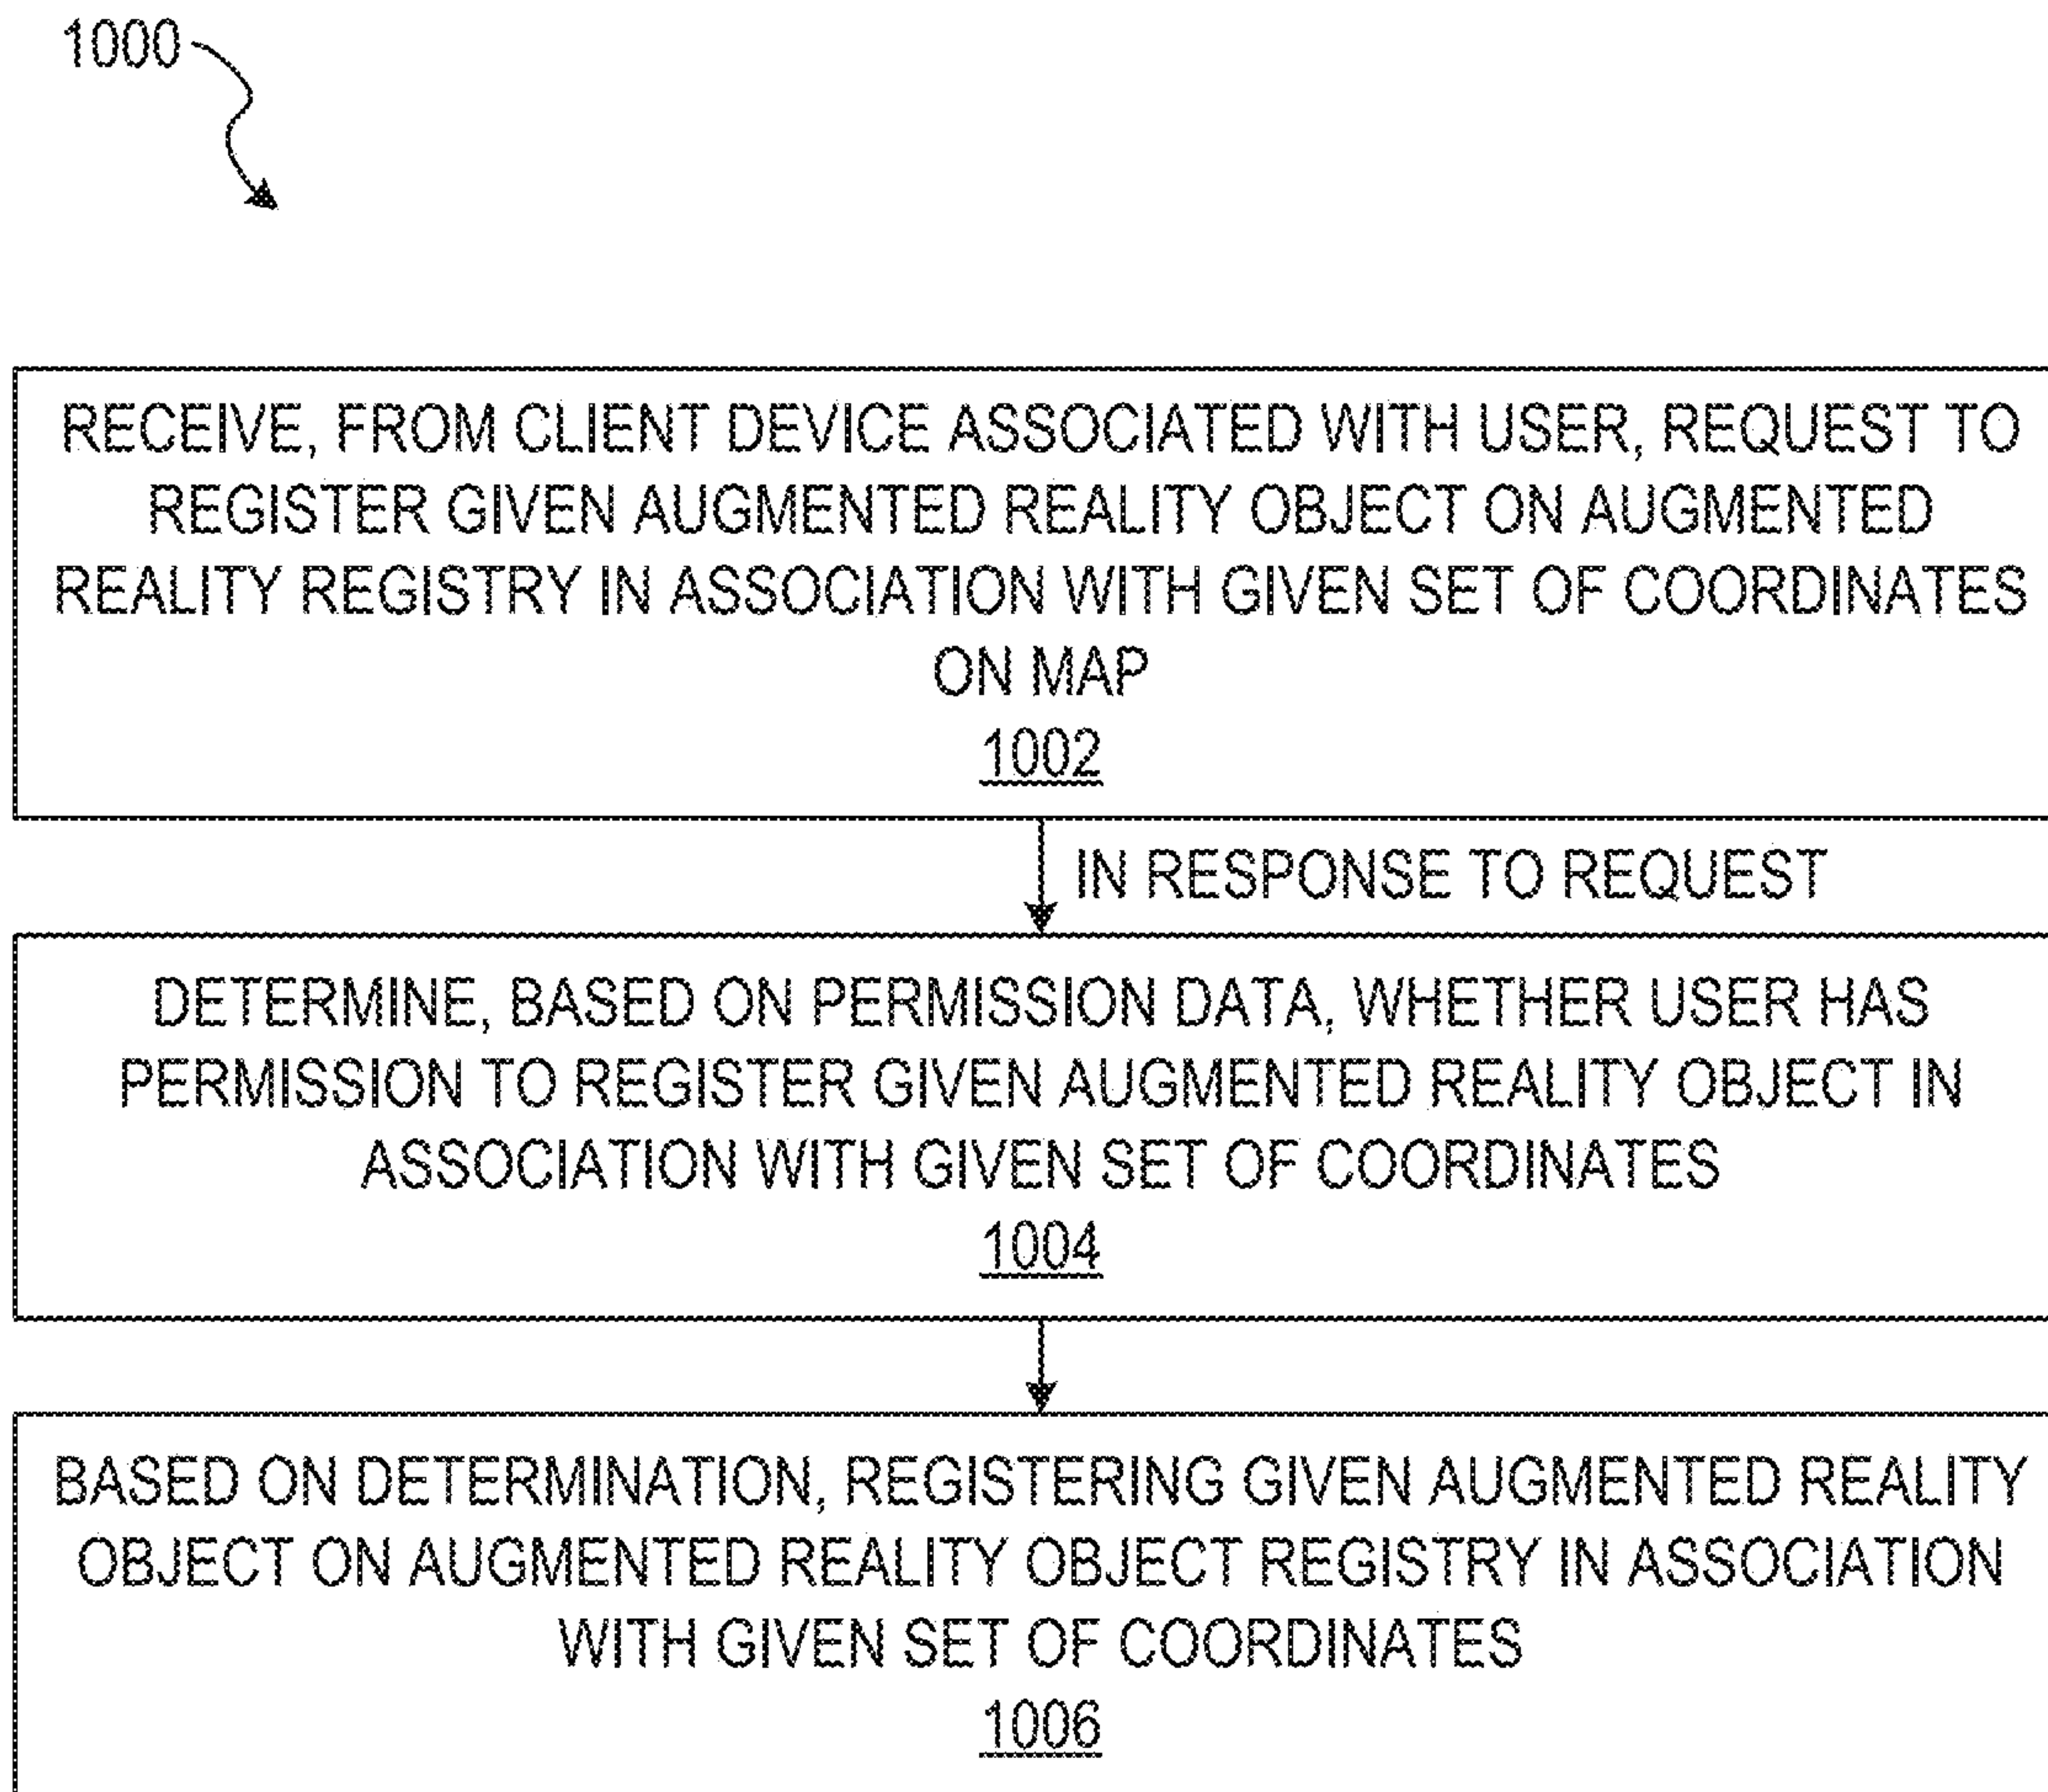 1000
RECEIVE, FROM CLIENT DEVICE ASSOCIATED WITH USER, REQUEST TO
REGISTER GIVEN AUGMENTED REALITY OBJECT ON AUGMENTED
REALITY REGISTRY IN ASSOCIATION WITH GIVEN SET OF COORDINATES
ON MAP
1002
IN RESPONSE TO REQUEST
DETERMINE, BASED ON PERMISSION DATA, WHETHER USER HAS
PERMISSION TO REGISTER GIVEN AUGMENTED REALITY OBJECT IN
ASSOCIATION WITH GIVEN SET OF COORDINATES
1004
BASED ON DETERMINATION, REGISTERING GIVEN AUGMENTED REALITY
OBJECT ON AUGMENTED REALITY OBJECT REGISTRY IN ASSOCIATION
WITH GIVEN SET OF COORDINATES
1006